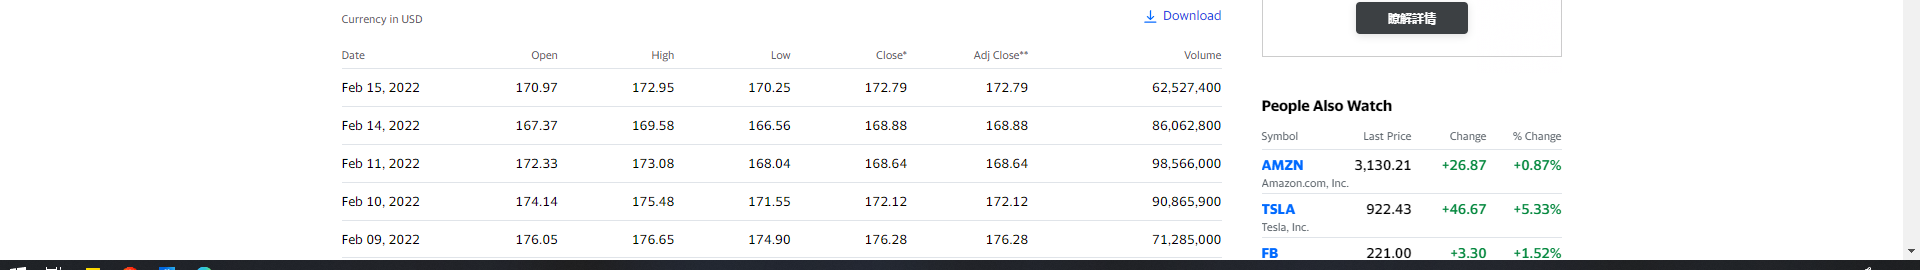 Currency in USD
Download
Date Open High Low Close* Adj Close** Volume
Feb 15, 2022 170.97 172.95 170.25 172.79 172.79 62,527,400
Feb 14, 2022 167.37 169.58 166.56 168.88 168.88 86,062,800
Feb 11, 2022 172.33 173.08 168.04 168.64 168.64 98,566,000
Feb 10, 2022 174.14 175.48 171.55 172.12 172.12 90,865,900
Feb 09, 2022 176.05 176.65 174.90 176.28 176.28 71,285,000
瞭解詳情
People Also Watch
Symbol Last Price Change % Change
AMZN 3,130.21 +26.87 +0.87%
Amazon.com, Inc.
TSLA 922.43 +46.67 +5.33%
Tesla, Inc.
FB 221.00 +3.30 +1.52%